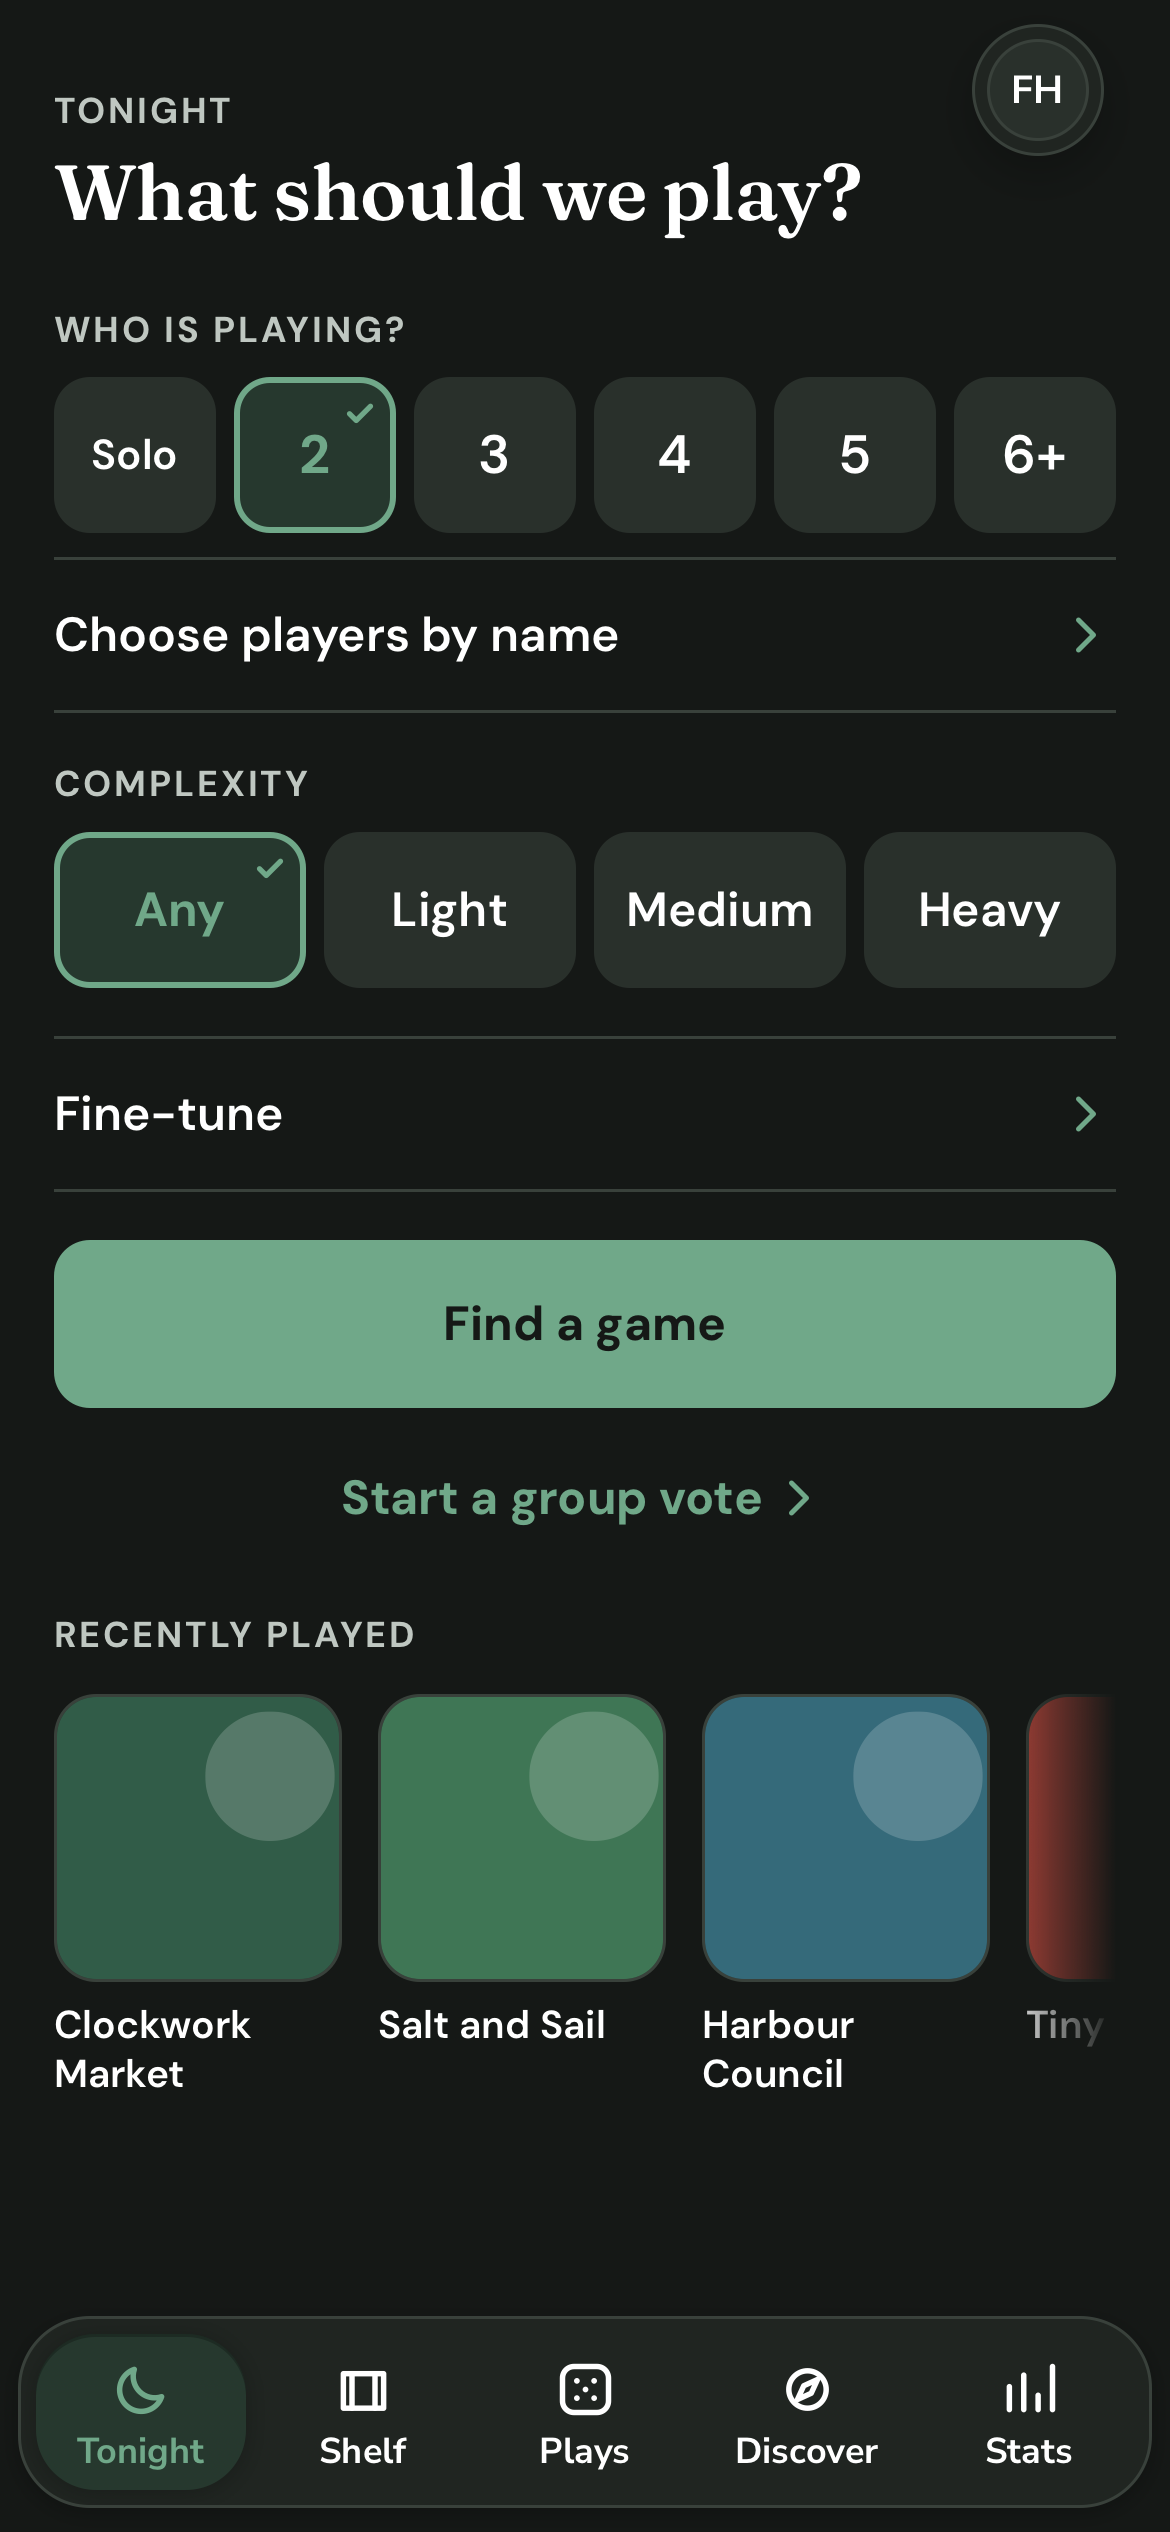 FH
TONIGHT
What should we play?
WHO IS PLAYING?
Solo 2 3 4 5 6+
Choose players by name
COMPLEXITY
Any Light Medium Heavy
Fine-tune
Find a game
Start a group vote
RECENTLY PLAYED
Clockwork Market
Salt and Sail
Harbour Council
Tiny
Tonight Shelf Plays Discover Stats